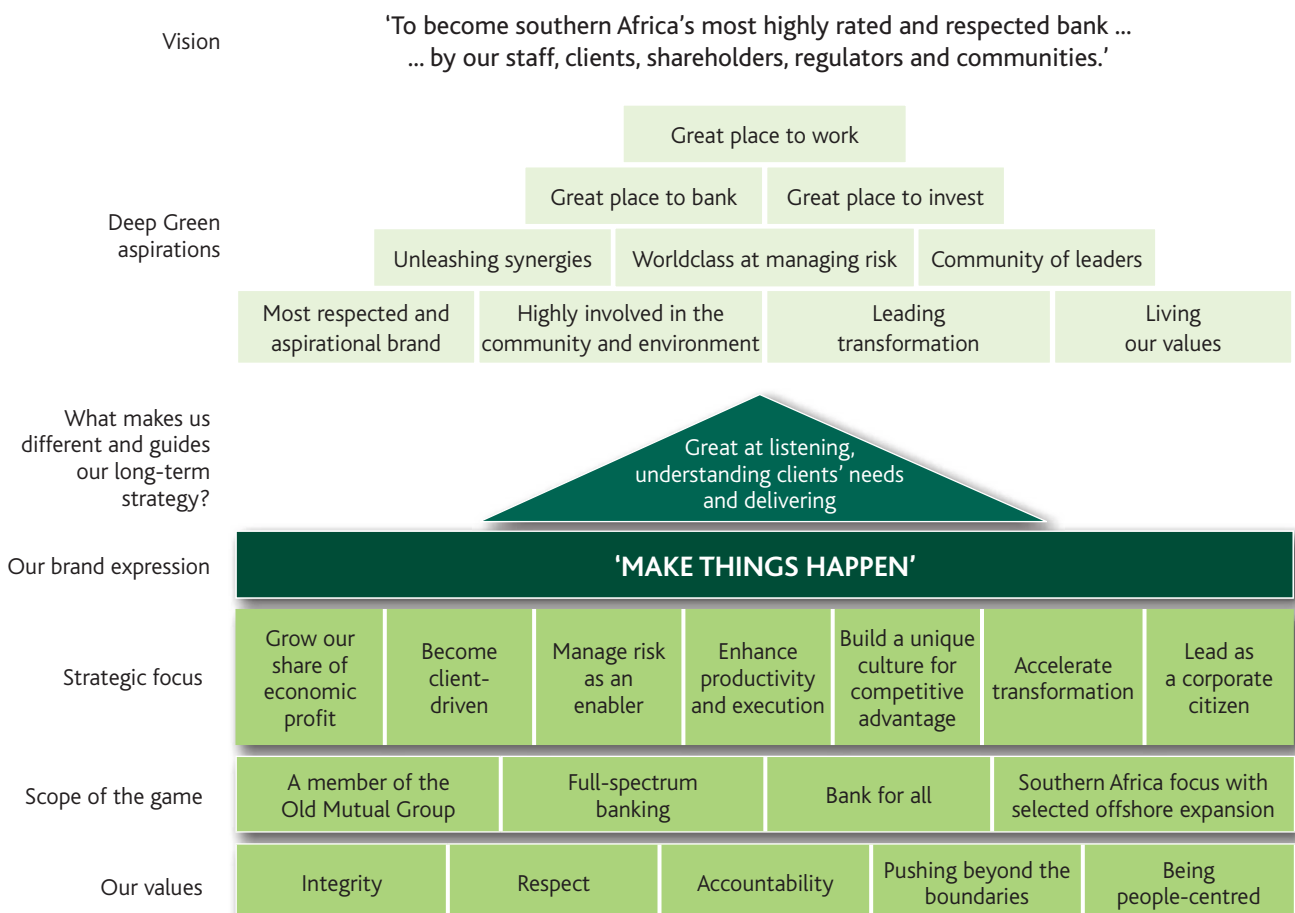 Vision
‘To become southern Africa’s most highly rated and respected bank ...
... by our staff, clients, shareholders, regulators and communities.’
Deep Green
aspirations
Great place to work
Great place to bank
Great place to invest
Unleashing synergies
Worldclass at managing risk
Community of leaders
Most respected and
aspirational brand
Highly involved in the
community and environment
Leading
transformation
Living
our values
What makes us
different and guides
our long-term
strategy?
Great at listening,
understanding clients’ needs
and delivering
Our brand expression
‘MAKE THINGS HAPPEN’
Strategic focus
Grow our
share of
economic
profit
Become
client-
driven
Manage risk
as an
enabler
Enhance
productivity
and execution
Build a unique
culture for
competitive
advantage
Accelerate
transformation
Lead as
a corporate
citizen
Scope of the game
A member of the
Old Mutual Group
Full-spectrum
banking
Bank for all
Southern Africa focus with
selected offshore expansion
Our values
Integrity
Respect
Accountability
Pushing beyond the
boundaries
Being
people-centred